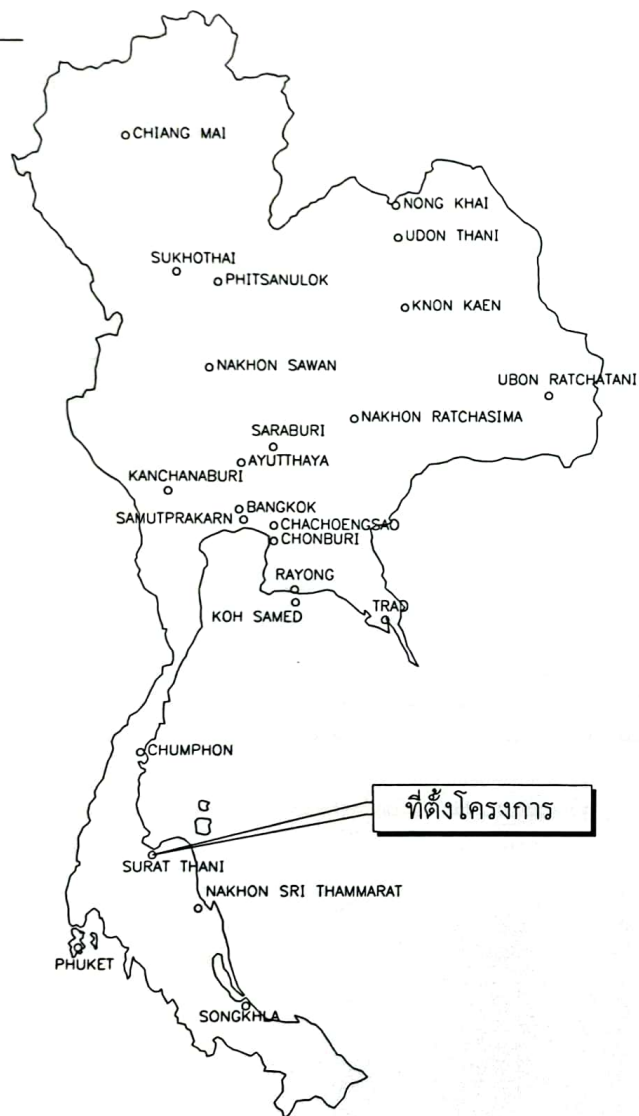 CHIANG MAI
NONG KHAI
UDON THANI
SUKHOTHAI
PHITSANULOK
KNON KAEN
NAKHON SAWAN
UBON RATCHATANI
NAKHON RATCHASIMA
SARABURI
AYUTTHAYA
KANCHANABURI
BANGKOK
SAMUTPRAKARN
CHACHOENGSAO
CHONBURI
RAYONG
KOH SAMED
TRAD
CHUMPHON
ที่ตั้งโครงการ
SURAT THANI
NAKHON SRI THAMMARAT
PHUKET
SONGKHLA